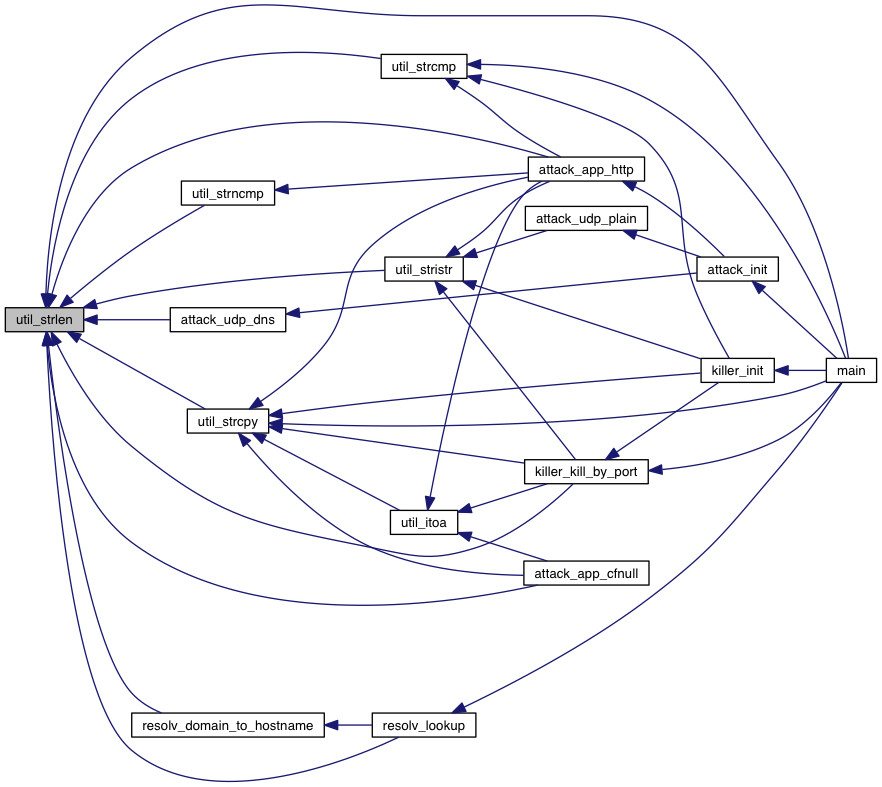 util_strcmp
attack_app_http
util_strncmp
attack_udp_plain
util_stristr
attack_init
util_strlen
attack_udp_dns
killer_init
main
util_strcpy
killer_kill_by_port
util_itoa
attack_app_cfnull
resolv_domain_to_hostname
resolv_lookup